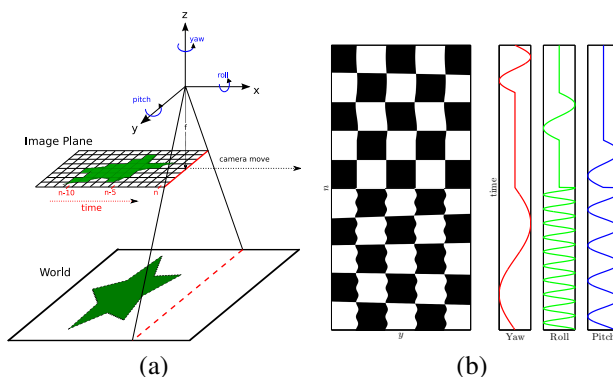 z
yaw
roll
x
pitch
y
f
Image Plane
camera move
n-10
n-5
n
time
World
(a)
n
y
time
Yaw
Roll
Pitch
(b)